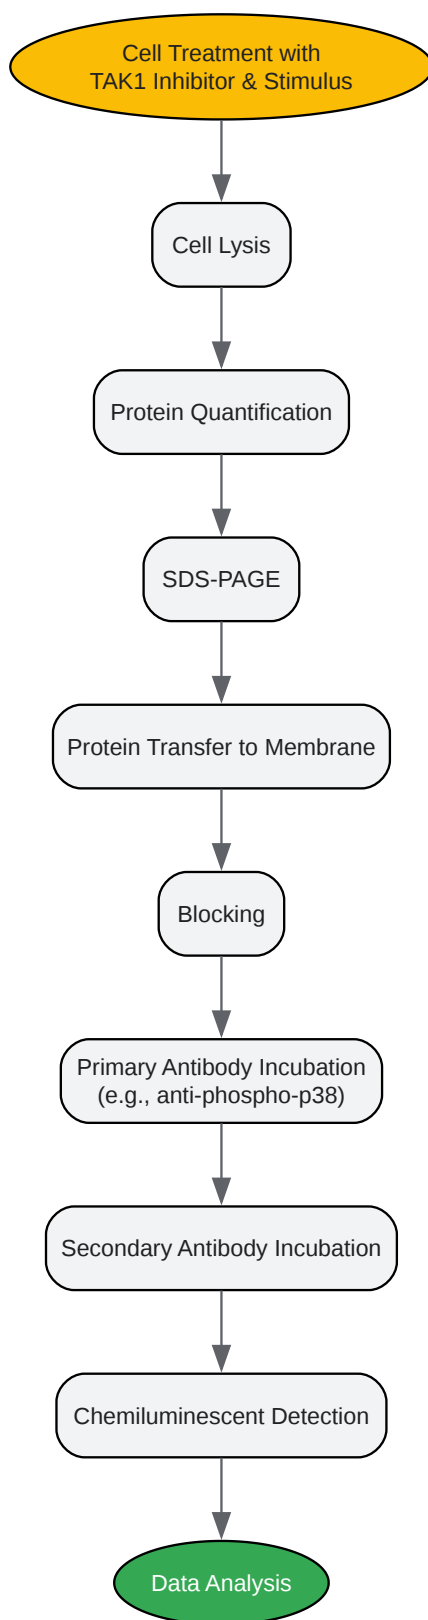 Cell Treatment with
TAK1 Inhibitor & Stimulus
Cell Lysis
Protein Quantification
SDS-PAGE
Protein Transfer to Membrane
Blocking
Primary Antibody Incubation
(e.g., anti-phospho-p38)
Secondary Antibody Incubation
Chemiluminescent Detection
Data Analysis